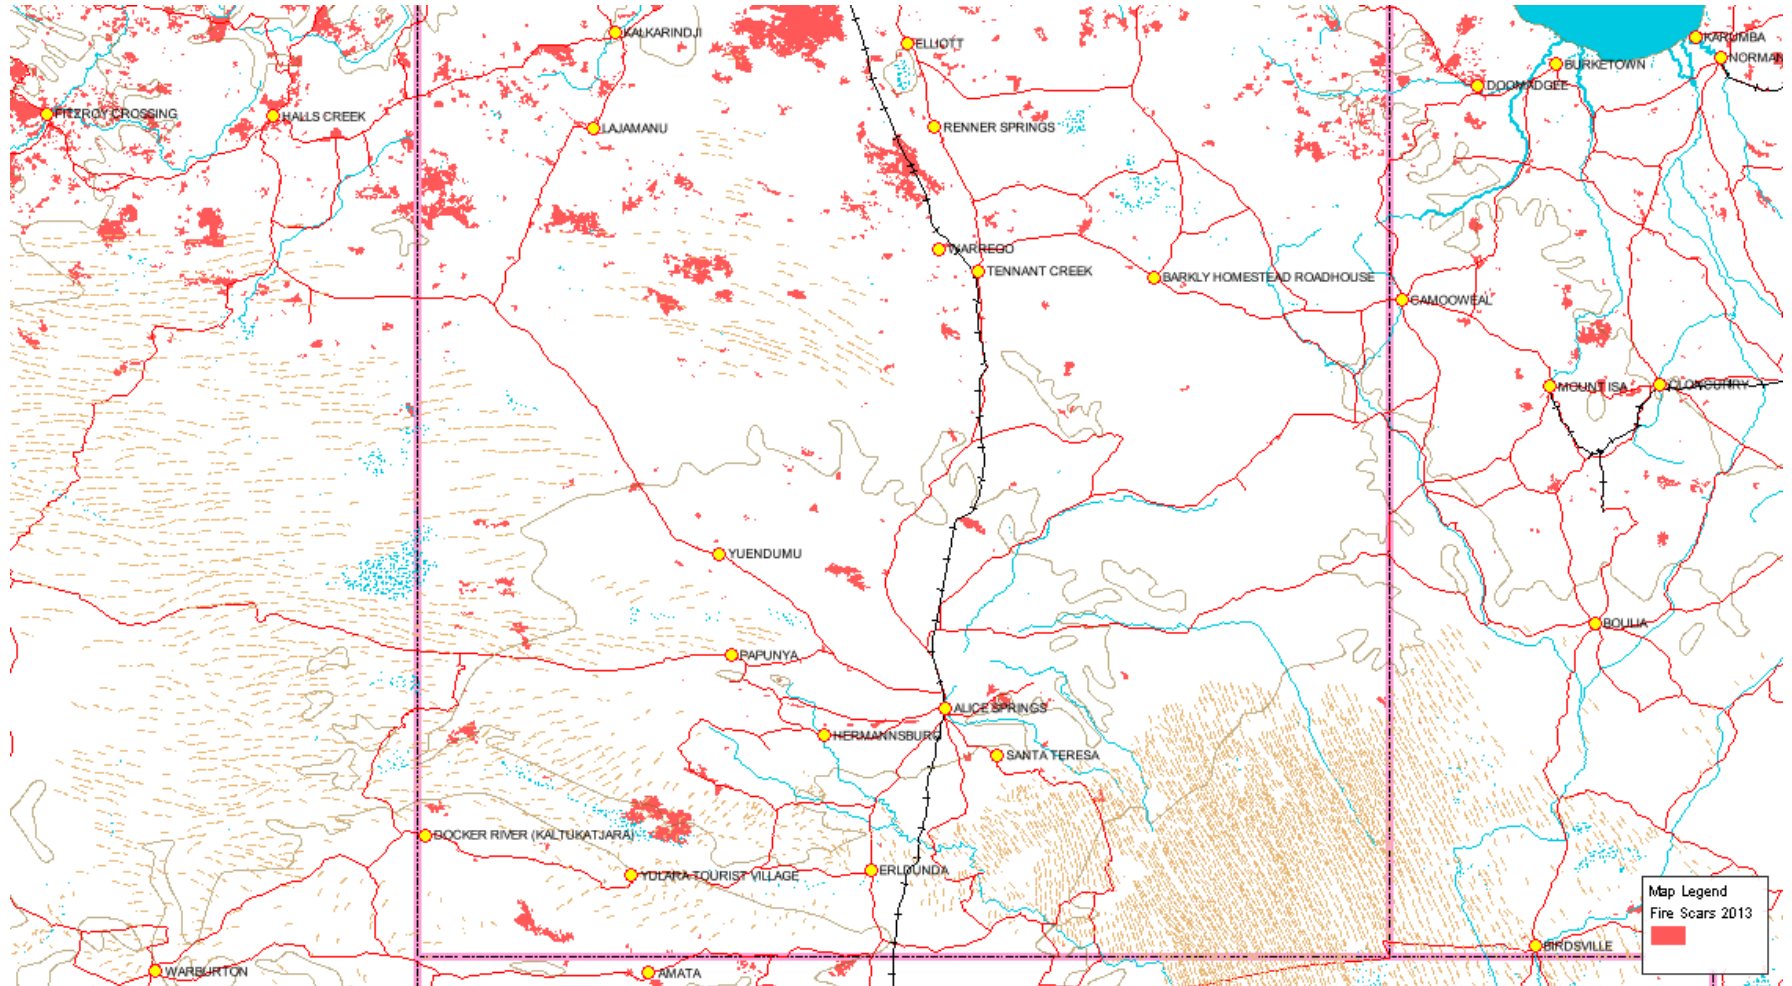 KALKARINDJI
ELLIOTT
KARUMBA
NORMAN
BURKETOWN
DOOMADGEE
FITZROY CROSSING
HALLS CREEK
LAJAMANU
RENNER SPRINGS
WARREGO
TENNANT CREEK
BARKLY HOMESTEAD ROADHOUSE
CAMOOWEAL
MOUNT ISA
CLONCURRY
YUENDUMU
BOULIA
PAPUNYA
ALICE SPRINGS
HERMANNSBURG
SANTA TERESA
DOCKER RIVER (KALTUKATJARA)
YULARA TOURIST VILLAGE
ERLDUNDA
Map Legend
Fire Scars 2013
BIRDSVILLE
WARBURTON
AMATA